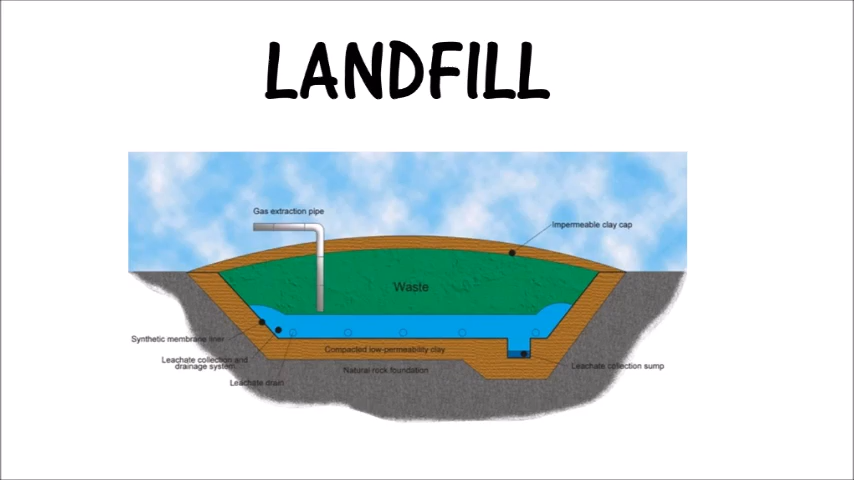 LANDFILL
Gas extraction pipe
Impermeable clay cap
Waste
Synthetic membrane liner
Compacted low-permeability clay
Leachate collection and
drainage system
Leachate collection sump
Natural rock foundation
Leachate drain